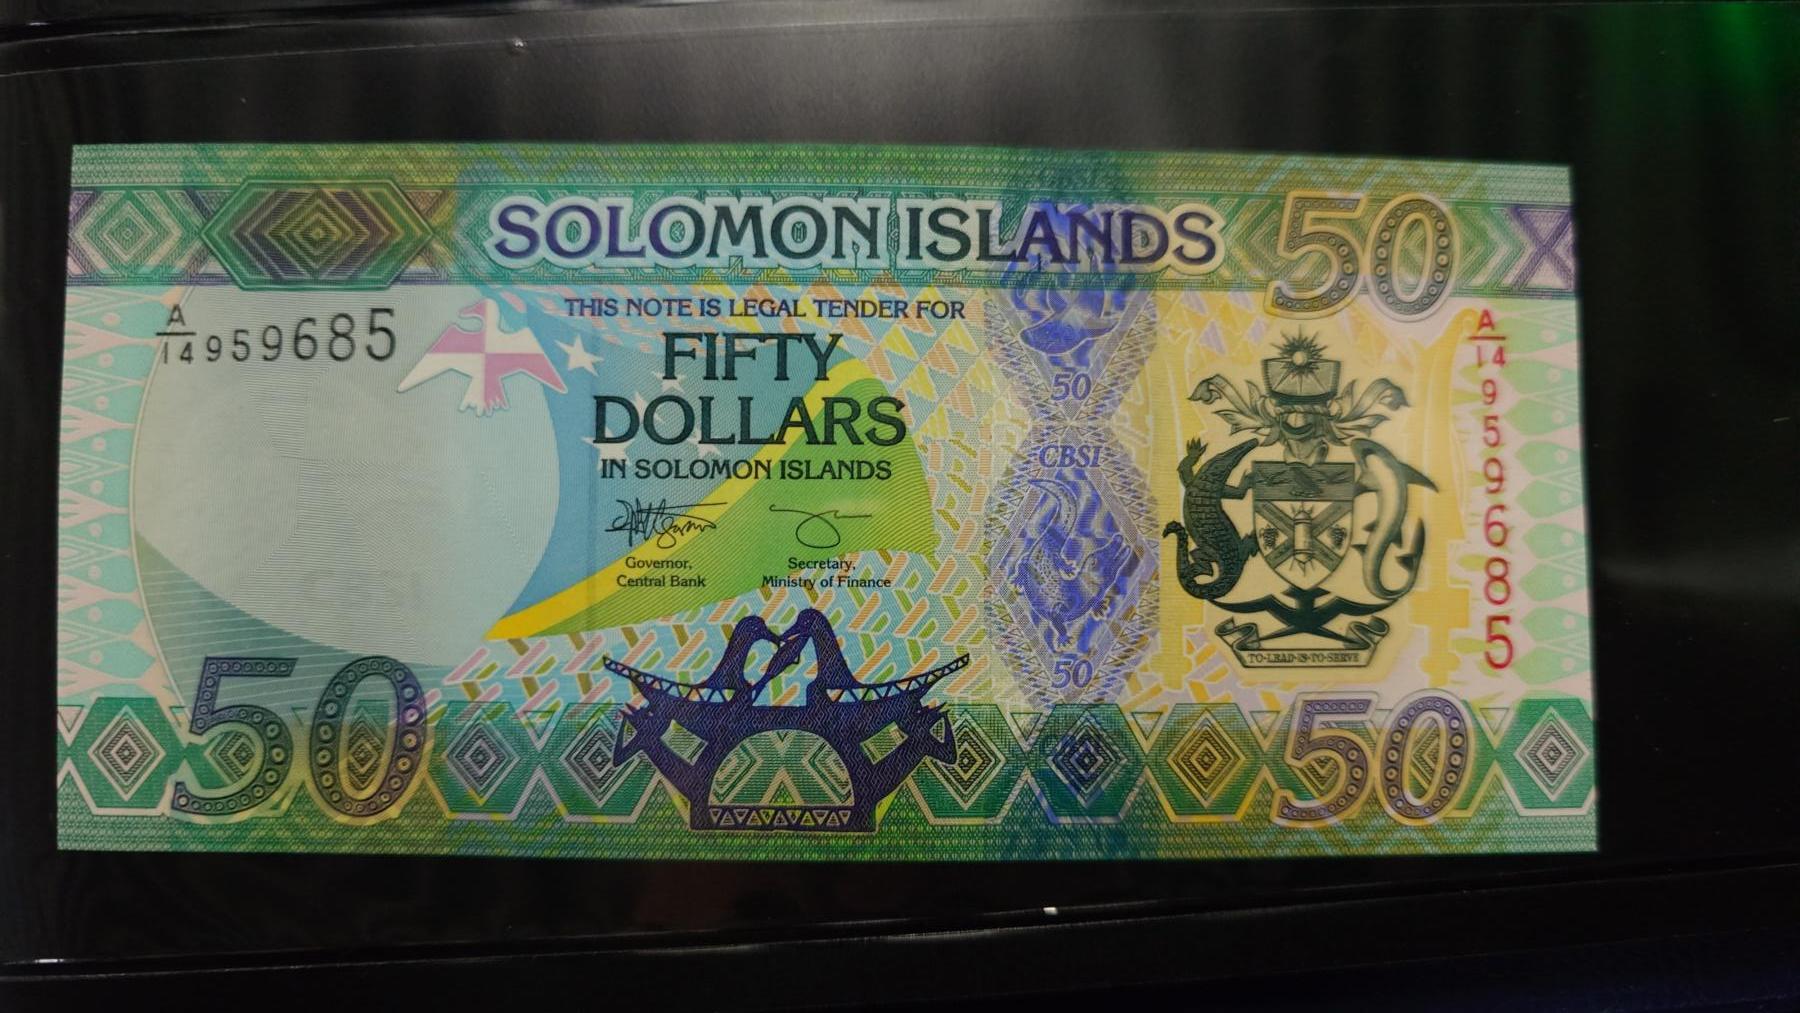 SOLOMON ISLANDS
50
A/14 959685
THIS NOTE IS LEGAL TENDER FOR
FIFTY
DOLLARS
IN SOLOMON ISLANDS
Governor,
Central Bank
Secretary,
Ministry of Finance
50
CBSI
50
A/14 959685
TO·LEAD·IS·TO·SERVE
50
50